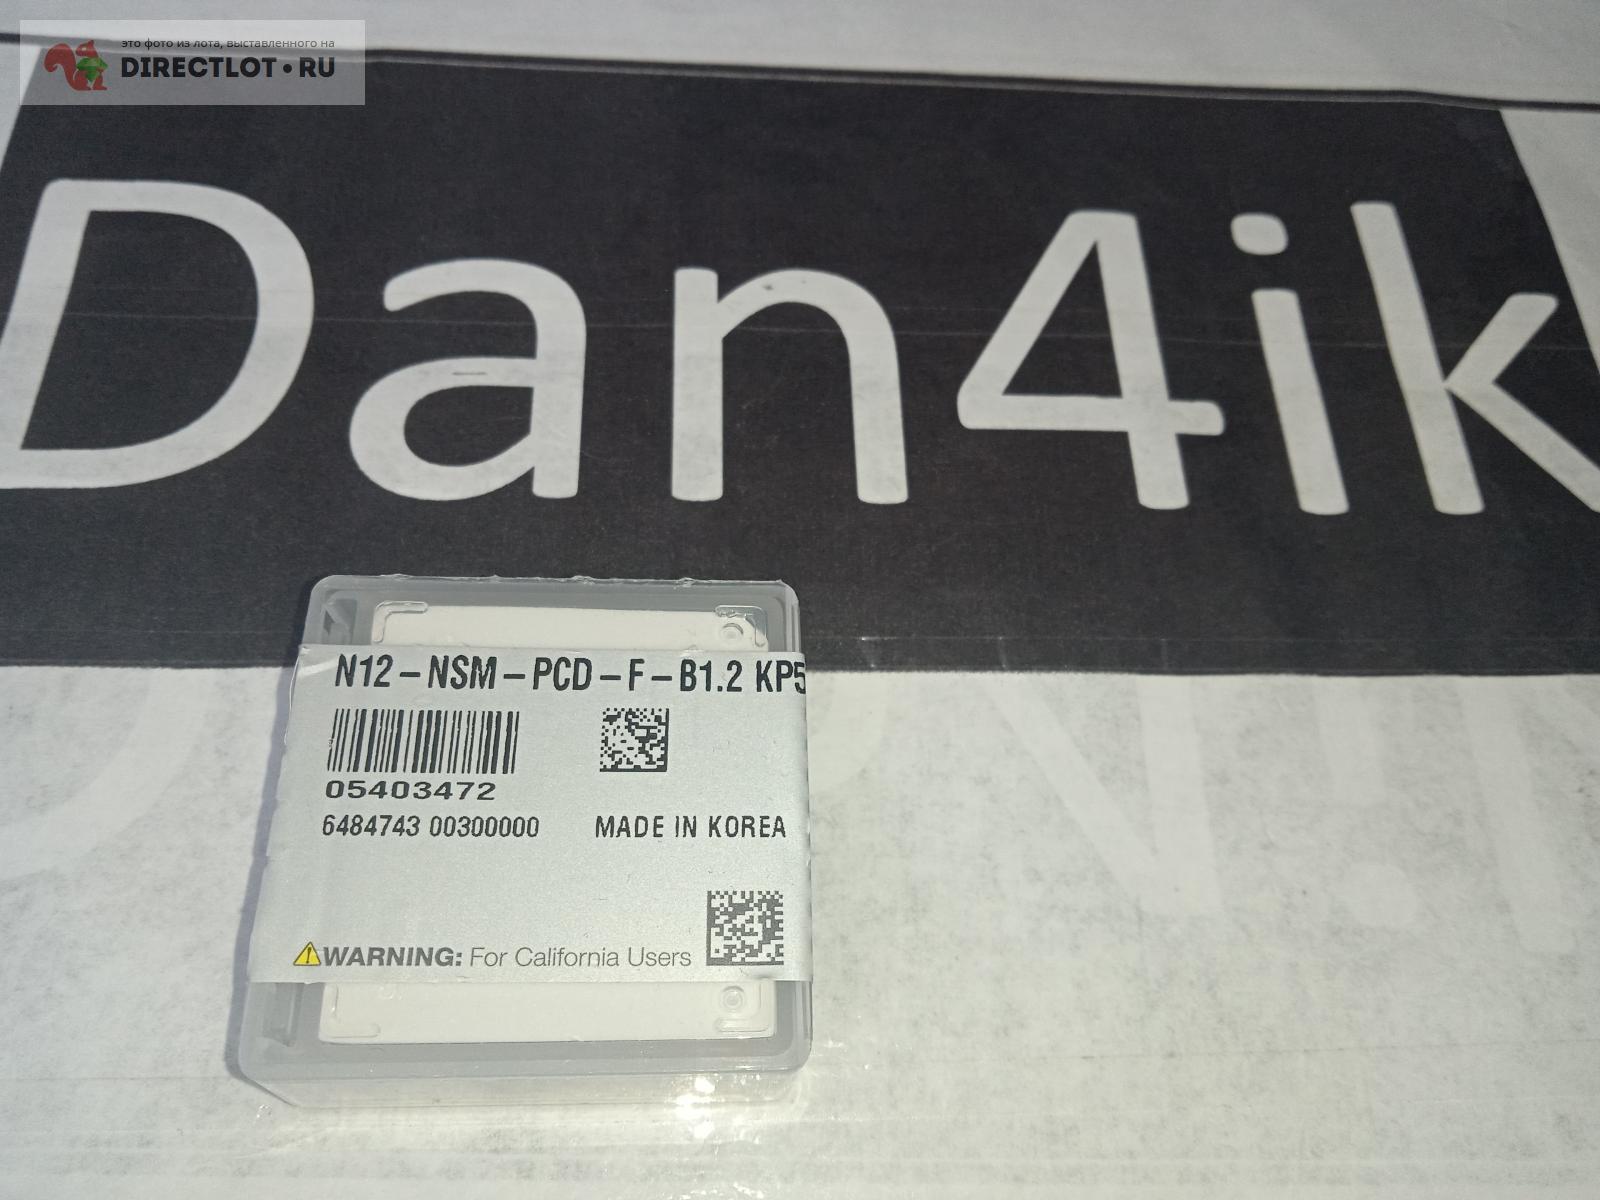 это фото из лота, выставленного на
DIRECTLOT•RU
Dan4ik
N12-NSM-PCD-F-B1.2 KP5
05403472
6484743 00300000 MADE IN KOREA
WARNING: For California Users